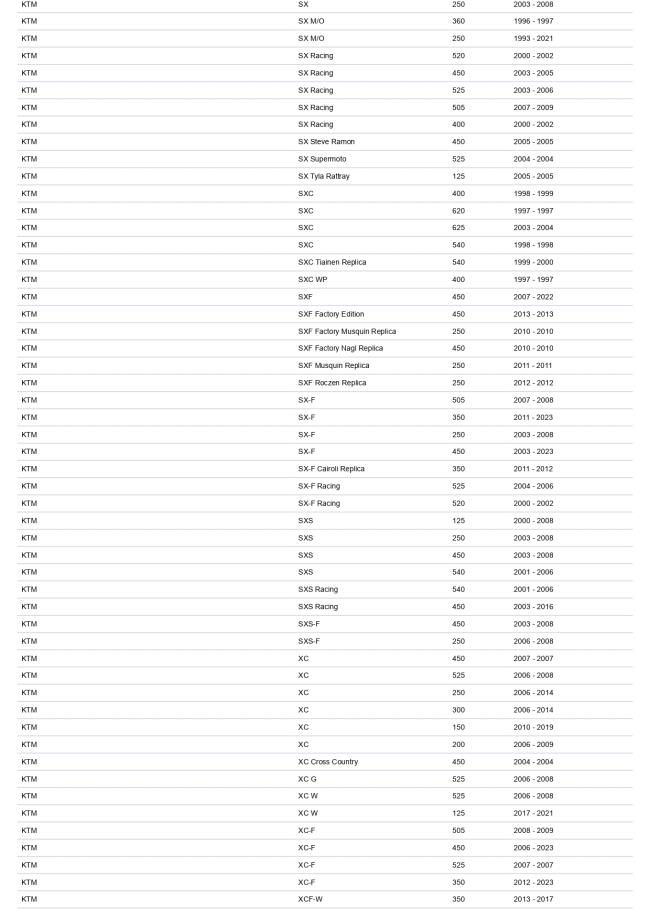 KTM SX 250 2003 - 2008
KTM SX M/O 360 1996 - 1997
KTM SX M/O 250 1993 - 2021
KTM SX Racing 520 2000 - 2002
KTM SX Racing 450 2003 - 2005
KTM SX Racing 525 2003 - 2006
KTM SX Racing 505 2007 - 2009
KTM SX Racing 400 2000 - 2002
KTM SX Steve Ramon 450 2005 - 2005
KTM SX Supermoto 525 2004 - 2004
KTM SX Tyla Rattray 125 2005 - 2005
KTM SXC 400 1998 - 1999
KTM SXC 620 1997 - 1997
KTM SXC 625 2003 - 2004
KTM SXC 540 1998 - 1998
KTM SXC Tiainen Replica 540 1999 - 2000
KTM SXC WP 400 1997 - 1997
KTM SXF 450 2007 - 2022
KTM SXF Factory Edition 450 2013 - 2013
KTM SXF Factory Musquin Replica 250 2010 - 2010
KTM SXF Factory Nagl Replica 450 2010 - 2010
KTM SXF Musquin Replica 250 2011 - 2011
KTM SXF Roczen Replica 250 2012 - 2012
KTM SX-F 505 2007 - 2008
KTM SX-F 350 2011 - 2023
KTM SX-F 250 2003 - 2008
KTM SX-F 450 2003 - 2023
KTM SX-F Cairoli Replica 350 2011 - 2012
KTM SX-F Racing 525 2004 - 2006
KTM SX-F Racing 520 2000 - 2002
KTM SXS 125 2000 - 2008
KTM SXS 250 2003 - 2008
KTM SXS 450 2003 - 2008
KTM SXS 540 2001 - 2006
KTM SXS Racing 540 2001 - 2006
KTM SXS Racing 450 2003 - 2016
KTM SXS-F 450 2003 - 2008
KTM SXS-F 250 2006 - 2008
KTM XC 450 2007 - 2007
KTM XC 525 2006 - 2008
KTM XC 250 2006 - 2014
KTM XC 300 2006 - 2014
KTM XC 150 2010 - 2019
KTM XC 200 2006 - 2009
KTM XC Cross Country 450 2004 - 2004
KTM XC G 525 2006 - 2008
KTM XC W 525 2006 - 2008
KTM XC W 125 2017 - 2021
KTM XC-F 505 2008 - 2009
KTM XC-F 450 2006 - 2023
KTM XC-F 525 2007 - 2007
KTM XC-F 350 2012 - 2023
KTM XCF-W 350 2013 - 2017